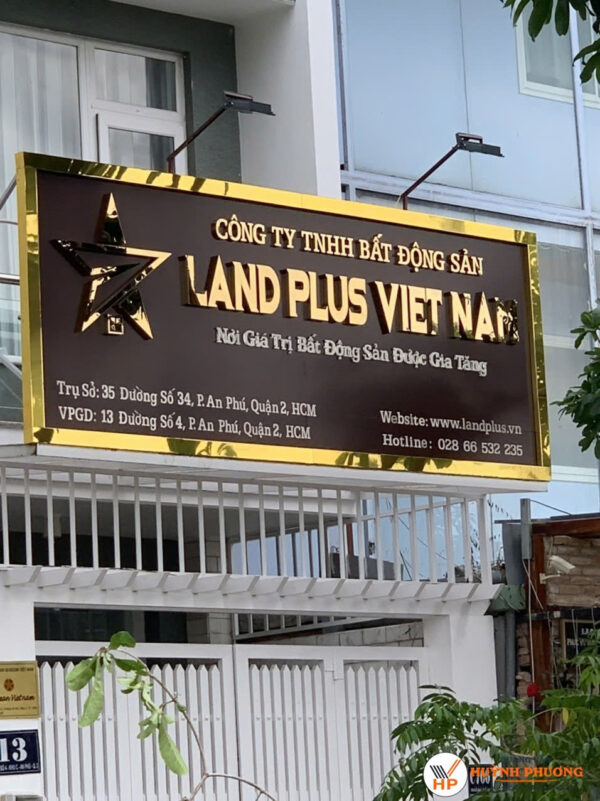 CÔNG TY TNHH BẤT ĐỘNG SẢN
LAND PLUS VIET NAM
Nơi Giá Trị Bất Động Sản Được Gia Tăng
Trụ Sở: 35 Đường Số 34, P. An Phú, Quận 2, HCM
VPGD: 13 Đường Số 4, P. An Phú, Quận 2, HCM
Website: www.landplus.vn
Hotline: 028 66 532 235
13
HP
HUỲNH PHƯƠNG